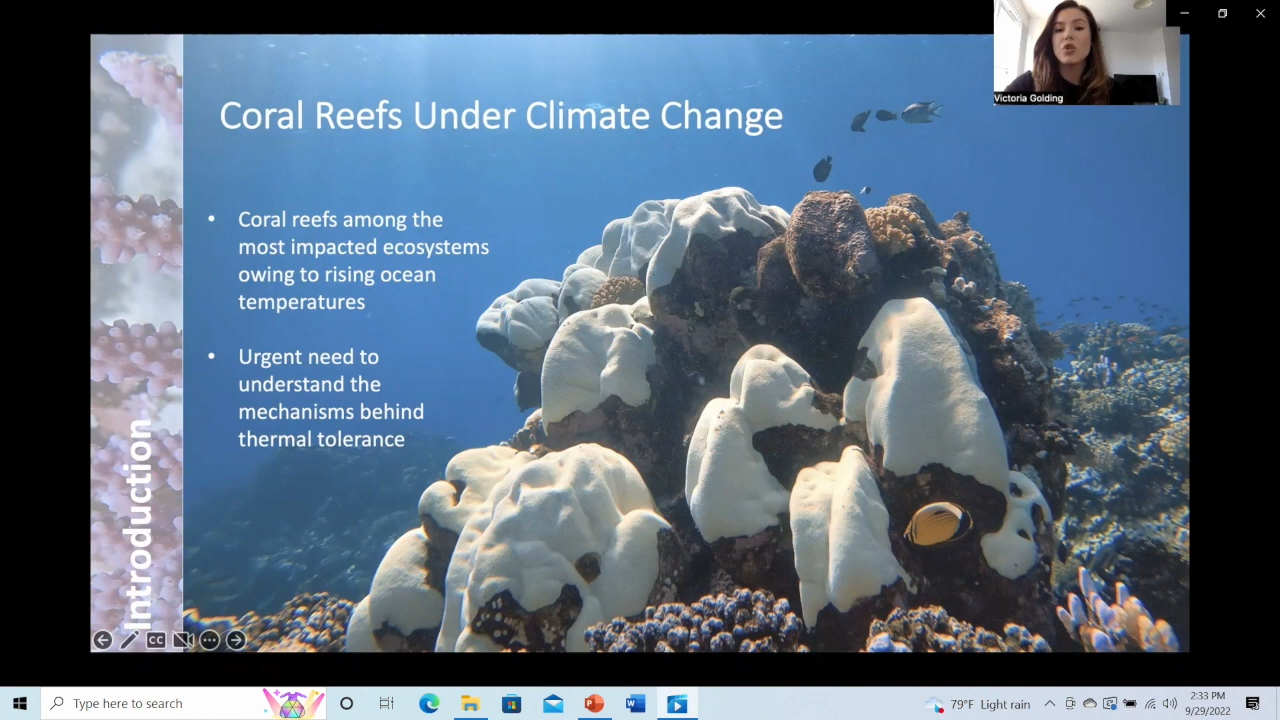 Victoria Golding
Coral Reefs Under Climate Change
• Coral reefs among the
most impacted ecosystems
owing to rising ocean
temperatures
• Urgent need to
understand the
mechanisms behind
thermal tolerance
Introduction
CC
Type here to search
79°F Light rain
2:33 PM
9/29/2022